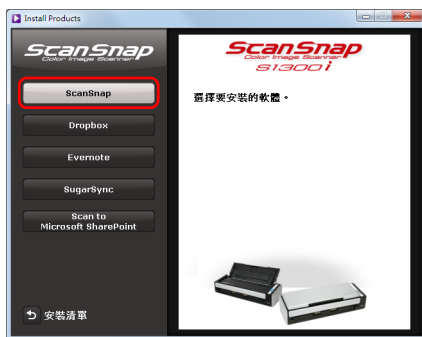 Install Products
ScanSnap
Color Image Scanner
ScanSnap
Dropbox
Evernote
SugarSync
Scan to
Microsoft SharePoint
安裝清單
ScanSnap
Color Image Scanner
S1300i
選擇要安裝的軟體。